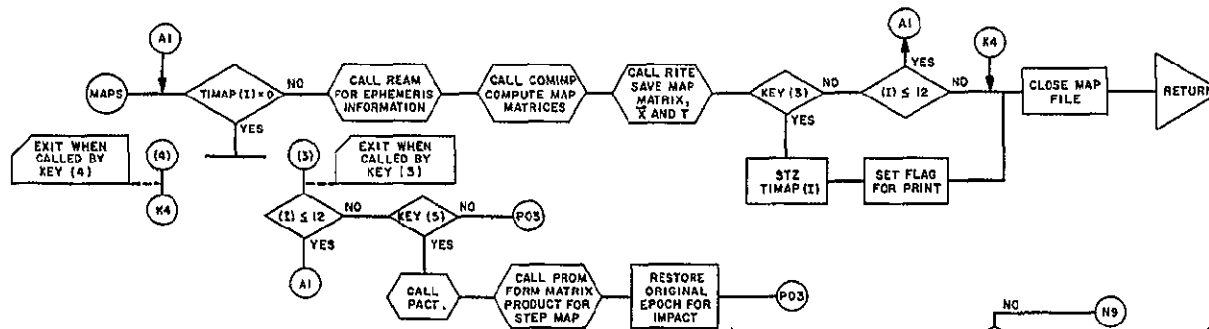 A1
MAPS
TIMAP (I) = 0
NO
YES
CALL REAM
FOR EPHEMERIS
INFORMATION
CALL COMIMP
COMPUTE MAP
MATRICES
CALL RITE
SAVE MAP
MATRIX,
X̄ AND T̄
KEY (3)
NO
YES
A1
YES
(I) ≤ 12
NO
K4
CLOSE MAP
FILE
RETURN
STZ
TIMAP (I)
SET FLAG
FOR PRINT
EXIT WHEN
CALLED BY
KEY (4)
(4)
K4
(3)
EXIT WHEN
CALLED BY
KEY (3)
(I) ≤ 12
NO
YES
A1
KEY (5)
NO
YES
P03
CALL
PACT
CALL PROM
FORM MATRIX
PRODUCT FOR
STEP MAP
RESTORE
ORIGINAL
EPOCH FOR
IMPACT
P03
NO
N9